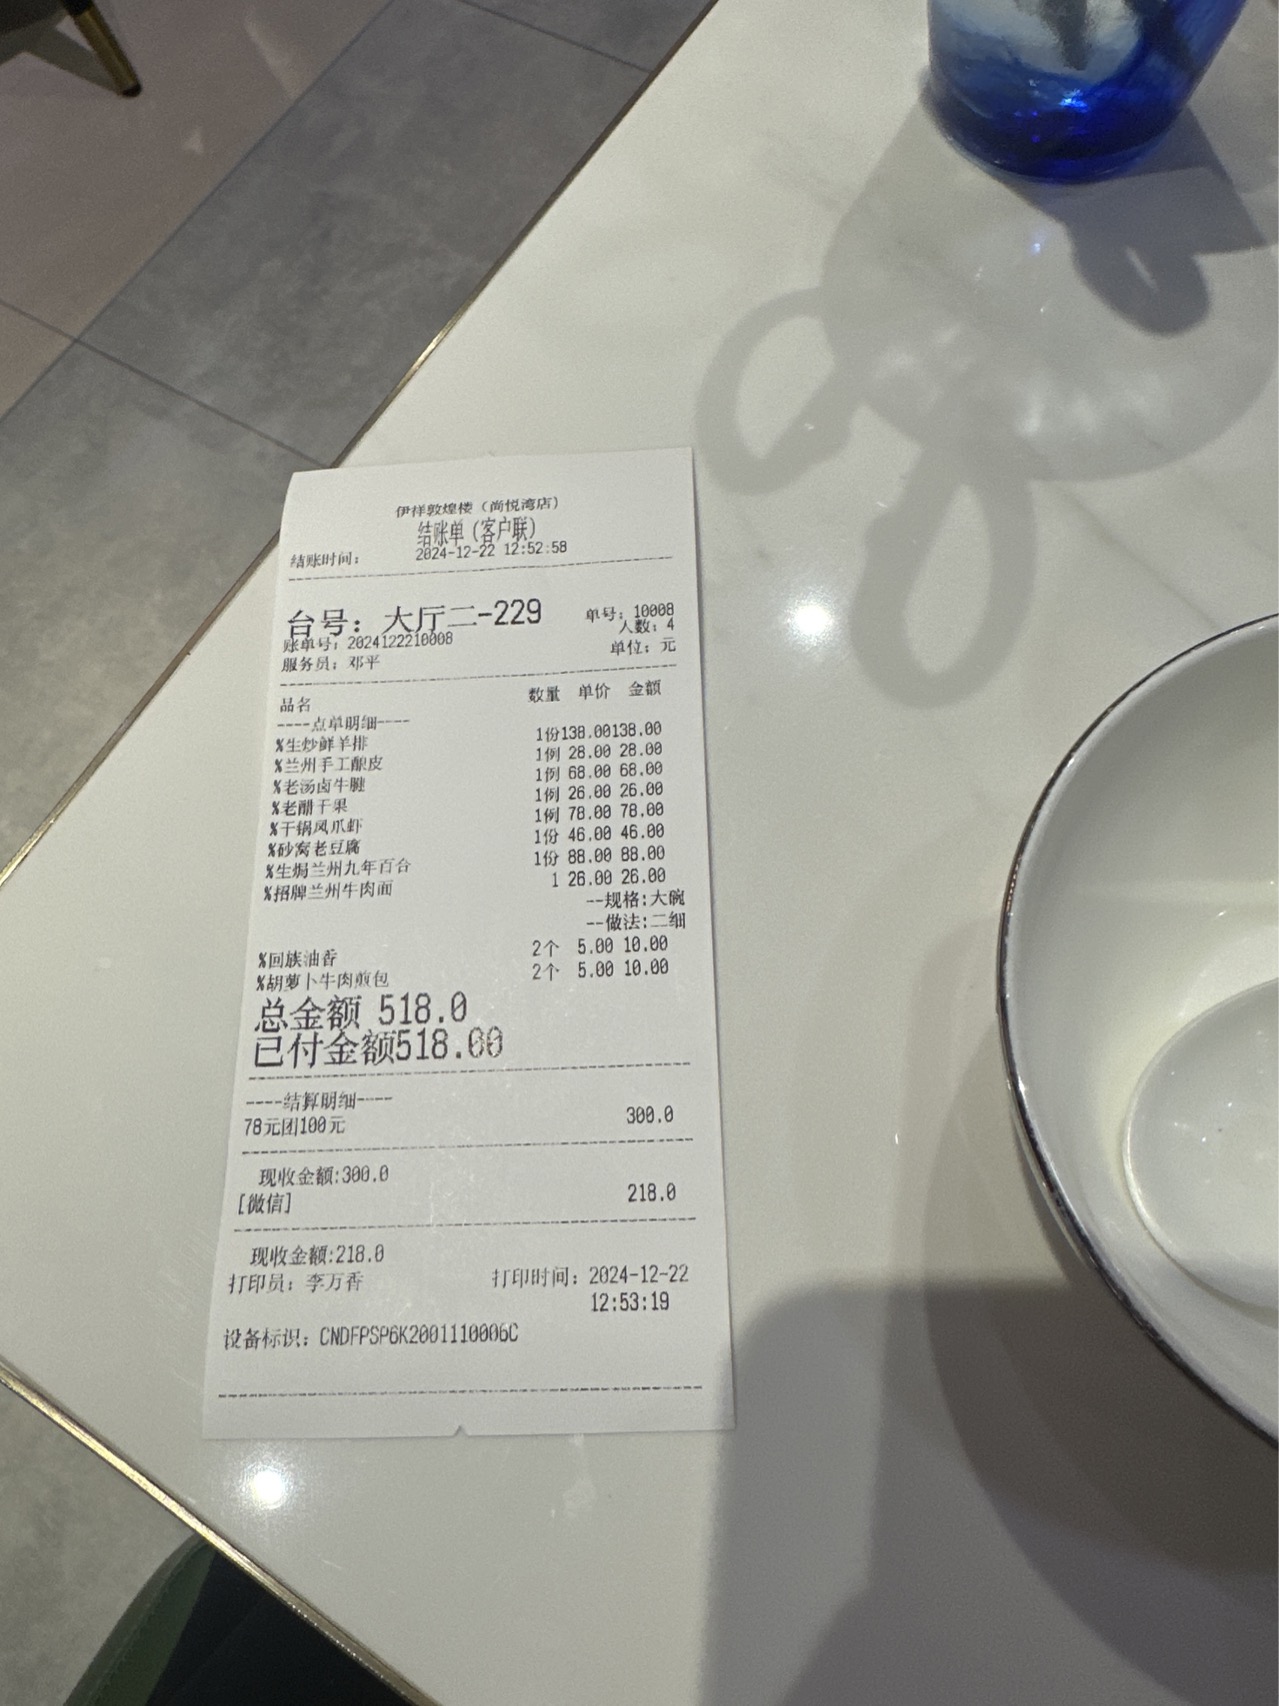 伊祥敦煌楼（尚悦湾店）
结账单（客户联）
结账时间： 2024-12-22 12:52:58
台号：大厅二-229 单号：10008
人数：4
账单号：2024122210008
服务员：邓平 单位：元
品名 数量 单价 金额
----点单明细----
%生炒鲜羊排 1份138.00138.00
%兰州手工酿皮 1例 28.00 28.00
%老汤卤牛腱 1例 68.00 68.00
%老醋干果 1例 26.00 26.00
%干锅凤爪虾 1例 78.00 78.00
%砂窝老豆腐 1份 46.00 46.00
%生焗兰州九年百合 1份 88.00 88.00
%招牌兰州牛肉面 1 26.00 26.00
--规格:大碗
--做法:二细
%回族油香 2个 5.00 10.00
%胡萝卜牛肉煎包 2个 5.00 10.00
总金额 518.0
已付金额518.00
----结算明细----
78元团100元 300.0
现收金额:300.0
[微信] 218.0
现收金额:218.0
打印员：李万香 打印时间：2024-12-22
12:53:19
设备标识：CNDFPSP6K2001110006C